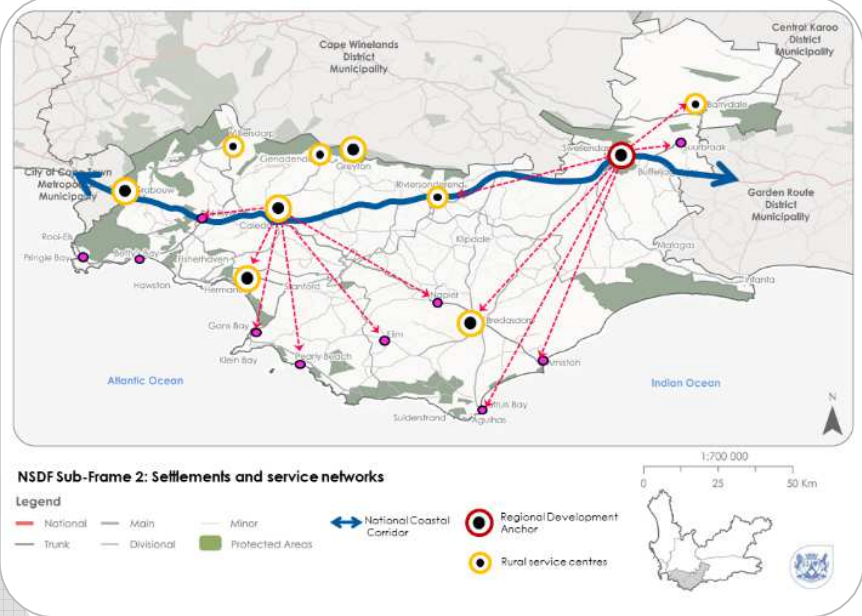 Central Karoo
District
Municipality
Cape Winelands
District
Municipality
Barrydale
Villiersdorp
Genadendal
Greyton
Swellendam
Suurbraak
City of Cape Town
Metropolitan
Municipality
Grabouw
Riviersonderend
Buffeljags
Garden Route
District
Municipality
Caledon
Rooi-Els
Pringle Bay
Betty's Bay
Fisherhaven
Hawston
Hermanus
Stanford
Klipdale
Malagas
Infanta
Napier
Bredasdorp
Gans Bay
Elim
Klein Bay
Pearly Beach
Arniston
Atlantic Ocean
Indian Ocean
Struis Bay
Suiderstrand
Agulhas
N
1:700 000
0 25 50 Km
NSDF Sub-Frame 2: Settlements and service networks
Legend
National Main Minor
Trunk Divisional Protected Areas
National Coastal
Corridor
Regional Development
Anchor
Rural service centres